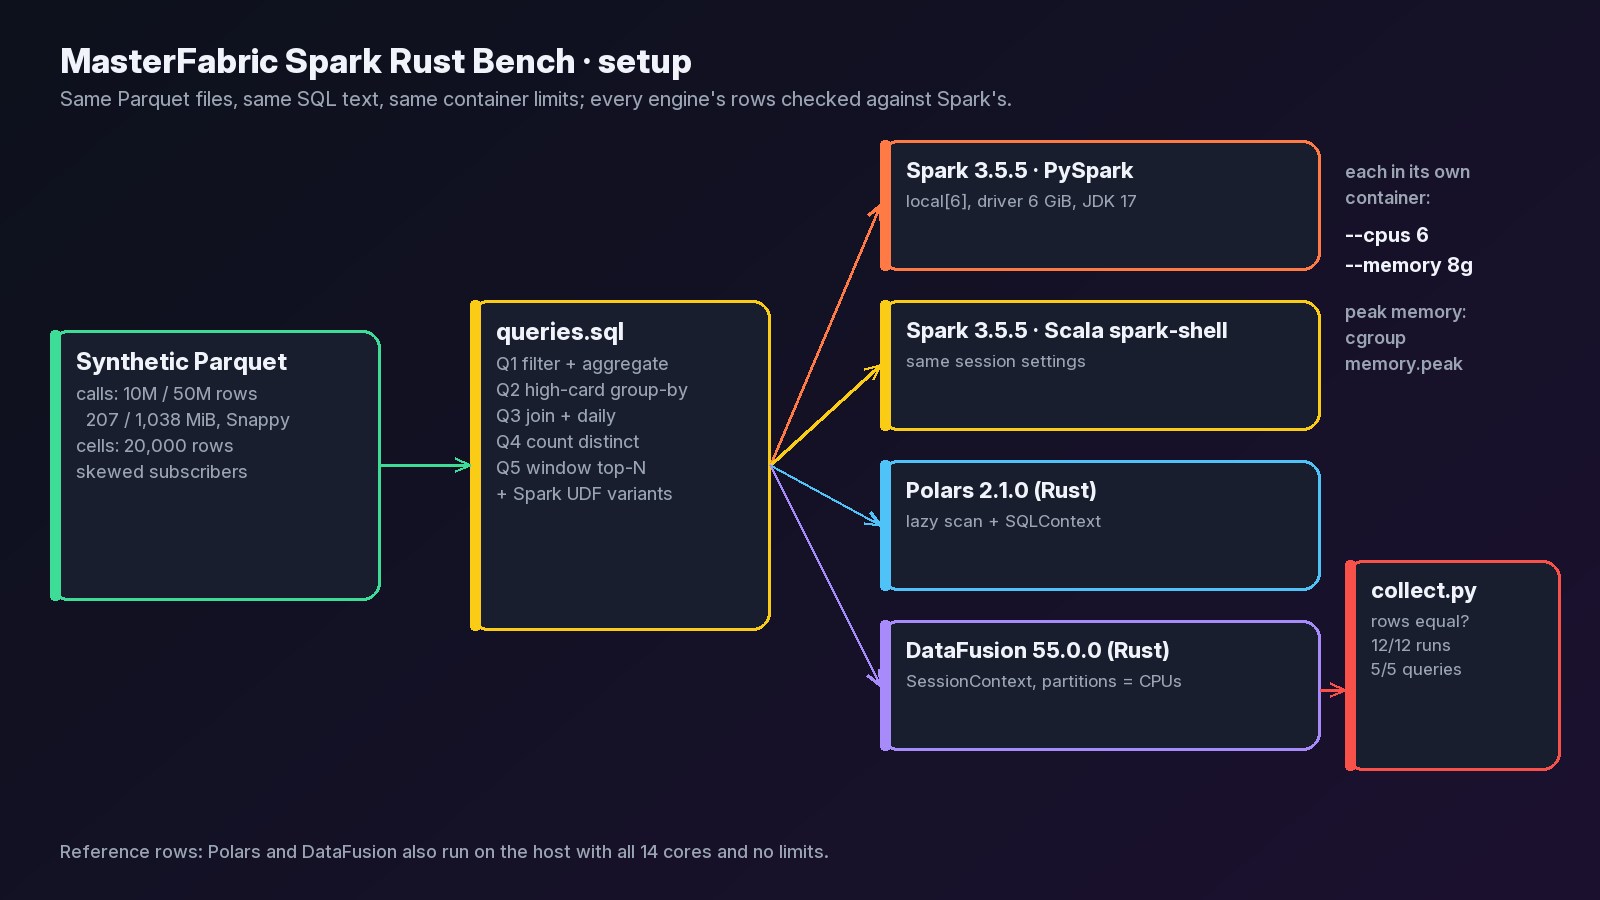 MasterFabric Spark Rust Bench · setup
Same Parquet files, same SQL text, same container limits; every engine's rows checked against Spark's.
Synthetic Parquet
calls: 10M / 50M rows
207 / 1,038 MiB, Snappy
cells: 20,000 rows
skewed subscribers
queries.sql
Q1 filter + aggregate
Q2 high-card group-by
Q3 join + daily
Q4 count distinct
Q5 window top-N
+ Spark UDF variants
Spark 3.5.5 · PySpark
local[6], driver 6 GiB, JDK 17
Spark 3.5.5 · Scala spark-shell
same session settings
Polars 2.1.0 (Rust)
lazy scan + SQLContext
DataFusion 55.0.0 (Rust)
SessionContext, partitions = CPUs
each in its own
container:
--cpus 6
--memory 8g
peak memory:
cgroup
memory.peak
collect.py
rows equal?
12/12 runs
5/5 queries
Reference rows: Polars and DataFusion also run on the host with all 14 cores and no limits.